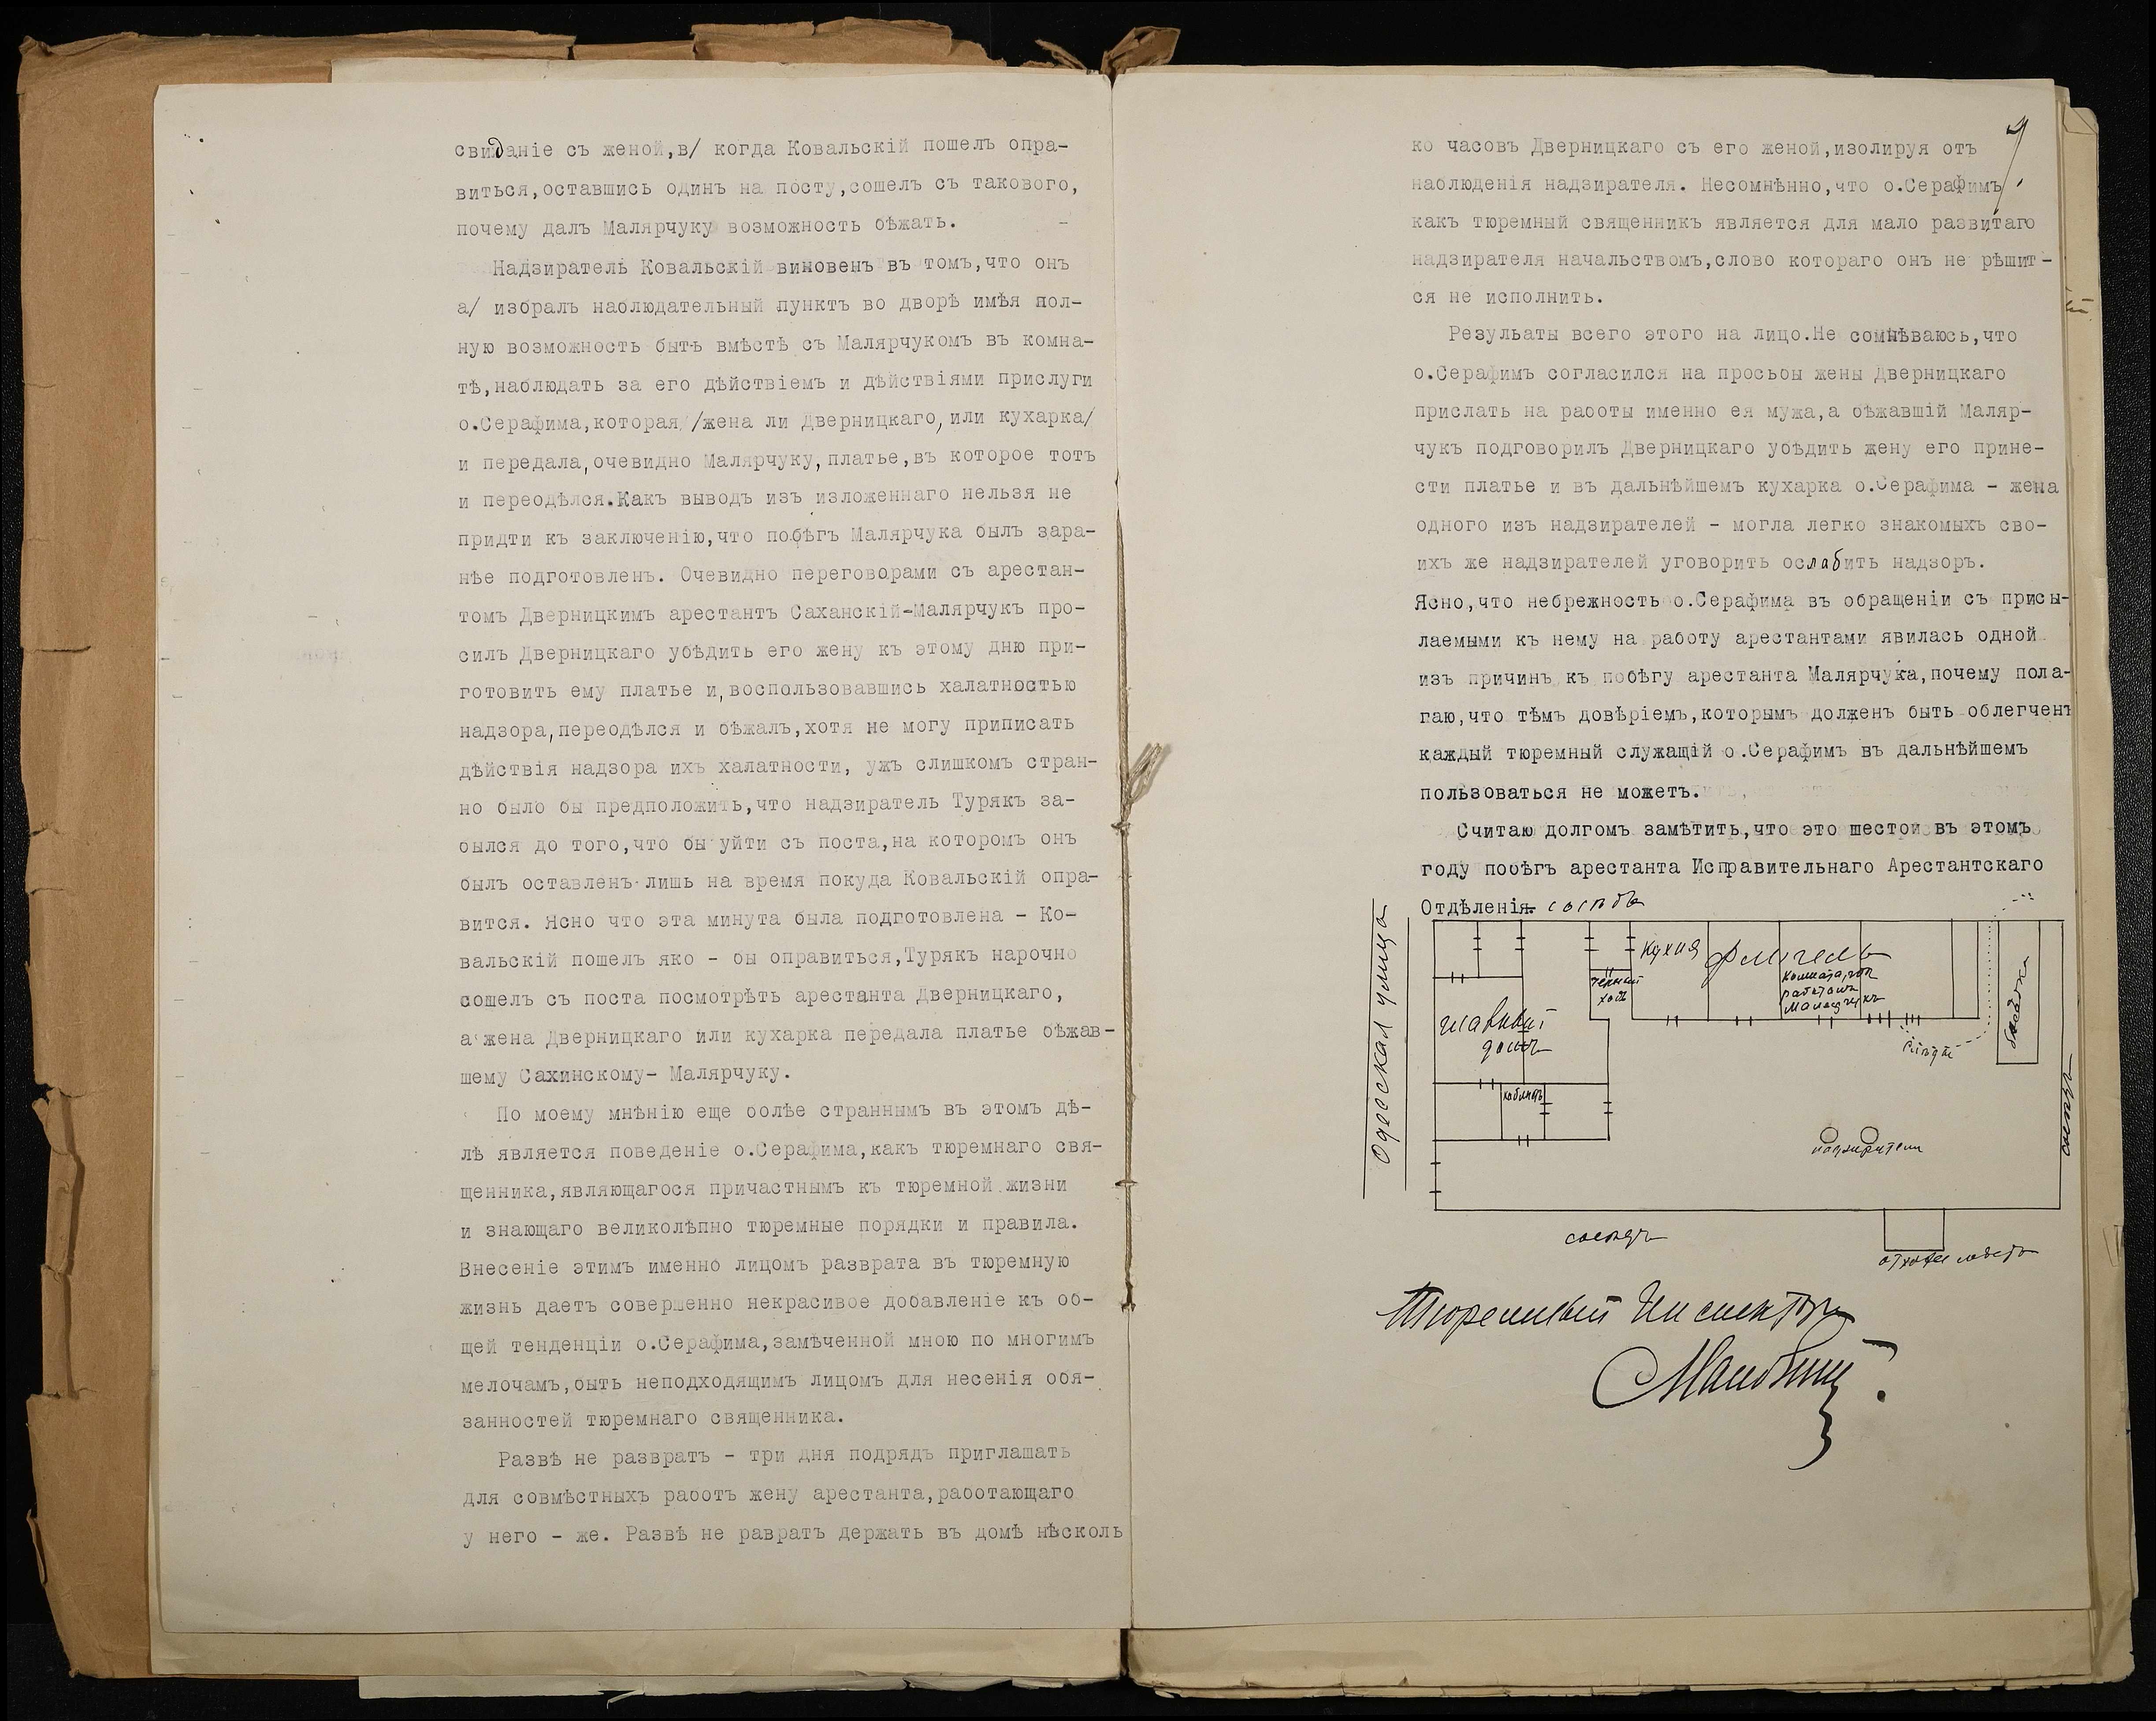 свиданіе съ женой,в/ когда Ковальскій пошелъ опра-
виться,оставшись одинъ на посту,сошелъ съ такового,
почему далъ Малярчуку возможность бѣжать.
Надзиратель Ковальскій виновенъ въ томъ,что онъ
а/ избралъ наблюдательный пунктъ во дворѣ имѣя пол-
ную возможность быть вмѣстѣ съ Малярчукомъ въ комна-
тѣ,наблюдать за его дѣйствіемъ и дѣйствіями прислуги
о.Серафима,которая /жена ли Дверницкаго,или кухарка/
и передала,очевидно Малярчуку,платье,въ которое тотъ
и переодѣлся.Какъ выводъ изъ изложеннаго нельзя не
придти къ заключенію,что побѣгъ Малярчука былъ зара-
нѣе подготовленъ. Очевидно переговорами съ арестан-
томъ Дверницкимъ арестантъ Саханскій-Малярчукъ про-
силъ Дверницкаго убѣдить его жену къ этому дню при-
готовить ему платье и,воспользовавшись халатностью
надзора,переодѣлся и бѣжалъ,хотя не могу приписать
дѣйствія надзора ихъ халатности, ужъ слишкомъ стран-
но было бы предположить,что надзиратель Турякъ за-
былся до того,что бы уйти съ поста,на которомъ онъ
былъ оставленъ лишь на время покуда Ковальскій опра-
вится. Ясно что эта минута была подготовлена - Ко-
вальскій пошелъ яко - бы оправиться,Турякъ нарочно
сошелъ съ поста посмотрѣть арестанта Дверницкаго,
а жена Дверницкаго или кухарка передала платье бѣжав-
шему Сахинскому- Малярчуку.
По моему мнѣнію еще болѣе страннымъ въ этомъ дѣ-
лѣ является поведеніе о.Серафима,какъ тюремнаго свя-
щенника,являющагося причастнымъ къ тюремной жизни
и знающаго великолѣпно тюремные порядки и правила.
Внесеніе этимъ именно лицомъ разврата въ тюремную
жизнь даетъ совершенно некрасивое добавленіе къ об-
щей тенденціи о.Серафима,замѣченной мною по многимъ
мелочамъ,быть неподходящимъ лицомъ для несенія обя-
занностей тюремнаго священника.
Развѣ не развратъ - три дня подрядъ приглашать
для совмѣстныхъ работъ жену арестанта,работающаго
у него - же. Развѣ не равратъ держать въ домѣ нѣсколь
ко часовъ Дверницкаго съ его женой,изолируя отъ
наблюденія надзирателя. Несомнѣнно,что о.Серафимъ
какъ тюремный священникъ является для мало развитаго
надзирателя начальствомъ,слово котораго онъ не рѣшит-
ся не исполнить.
Резульаты всего этого на лицо.Не сомнѣваюсь,что
о.Серафимъ согласился на просьбы жены Дверницкаго
прислать на работы именно ея мужа,а бѣжавшій Маляр-
чукъ подговорилъ Дверницкаго убѣдить жену его прине-
сти платье и въ дальнѣйшемъ кухарка о.Серафима - жена
одного изъ надзирателей - могла легко знакомыхъ сво-
ихъ же надзирателей уговорить ослабить надзоръ.
Ясно,что небрежность о.Серафима въ обращеніи съ присы-
лаемыми къ нему на работу арестантами явилась одной
изъ причинъ къ побѣгу арестанта Малярчука,почему пола-
гаю,что тѣмъ довѣріемъ,которымъ долженъ быть облегченъ
каждый тюремный служащій о.Серафимъ въ дальнѣйшемъ
пользоваться не можетъ.
Считаю долгомъ замѣтить,что это шестой въ этомъ
году побѣгъ арестанта Исправительнаго Арестантскаго
Отдѣленія.
сосѣдъ
Одесская улица
кухня
флигель
черный
ходъ
комната, гдѣ
работалъ
Малярчукъ
главный
домъ
кабинетъ
слѣды
бесѣдка
сосѣдъ
надзиратели
сосѣдъ
отхожее мѣсто
Тюремный Инспекторъ